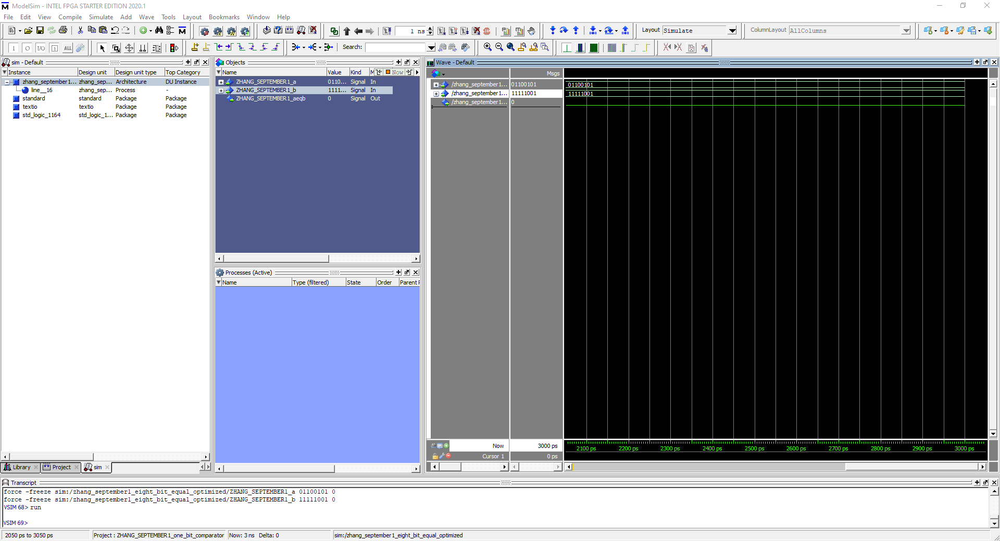 ModelSim - INTEL FPGA STARTER EDITION 2020.1
File Edit View Compile Simulate Add Wave Tools Layout Bookmarks Window Help
1 ns
Layout Simulate
ColumnLayout AllColumns
Search:
sim - Default
Instance Design unit Design unit type Top Category
zhang_september1... zhang_sep... Architecture DU Instance
line__16 zhang_sep... Process -
standard standard Package Package
textio textio Package Package
std_logic_1164 std_logic_1... Package Package
Library Project sim
Objects
Name Value Kind M Now
ZHANG_SEPTEMBER1_a 0110... Signal In
ZHANG_SEPTEMBER1_b 1111... Signal In
ZHANG_SEPTEMBER1_aeqb 0 Signal Out
Processes (Active)
Name Type (filtered) State Order Parent
Wave - Default
Msgs
/zhang_september1... 01100101 01100101
/zhang_september1... 11111001 11111001
/zhang_september1... 0
Now 3000 ps
2100 ps 2200 ps 2300 ps 2400 ps 2500 ps 2600 ps 2700 ps 2800 ps 2900 ps 3000 ps
Cursor 1 0 ps
Transcript
force -freeze sim:/zhang_september1_eight_bit_equal_optimized/ZHANG_SEPTEMBER1_a 01100101 0
force -freeze sim:/zhang_september1_eight_bit_equal_optimized/ZHANG_SEPTEMBER1_b 11111001 0
VSIM 68> run
VSIM 69>
2050 ps to 3050 ps
Project : ZHANG_SEPTEMBER1_one_bit_comparator
Now: 3 ns Delta: 0
sim:/zhang_september1_eight_bit_equal_optimized